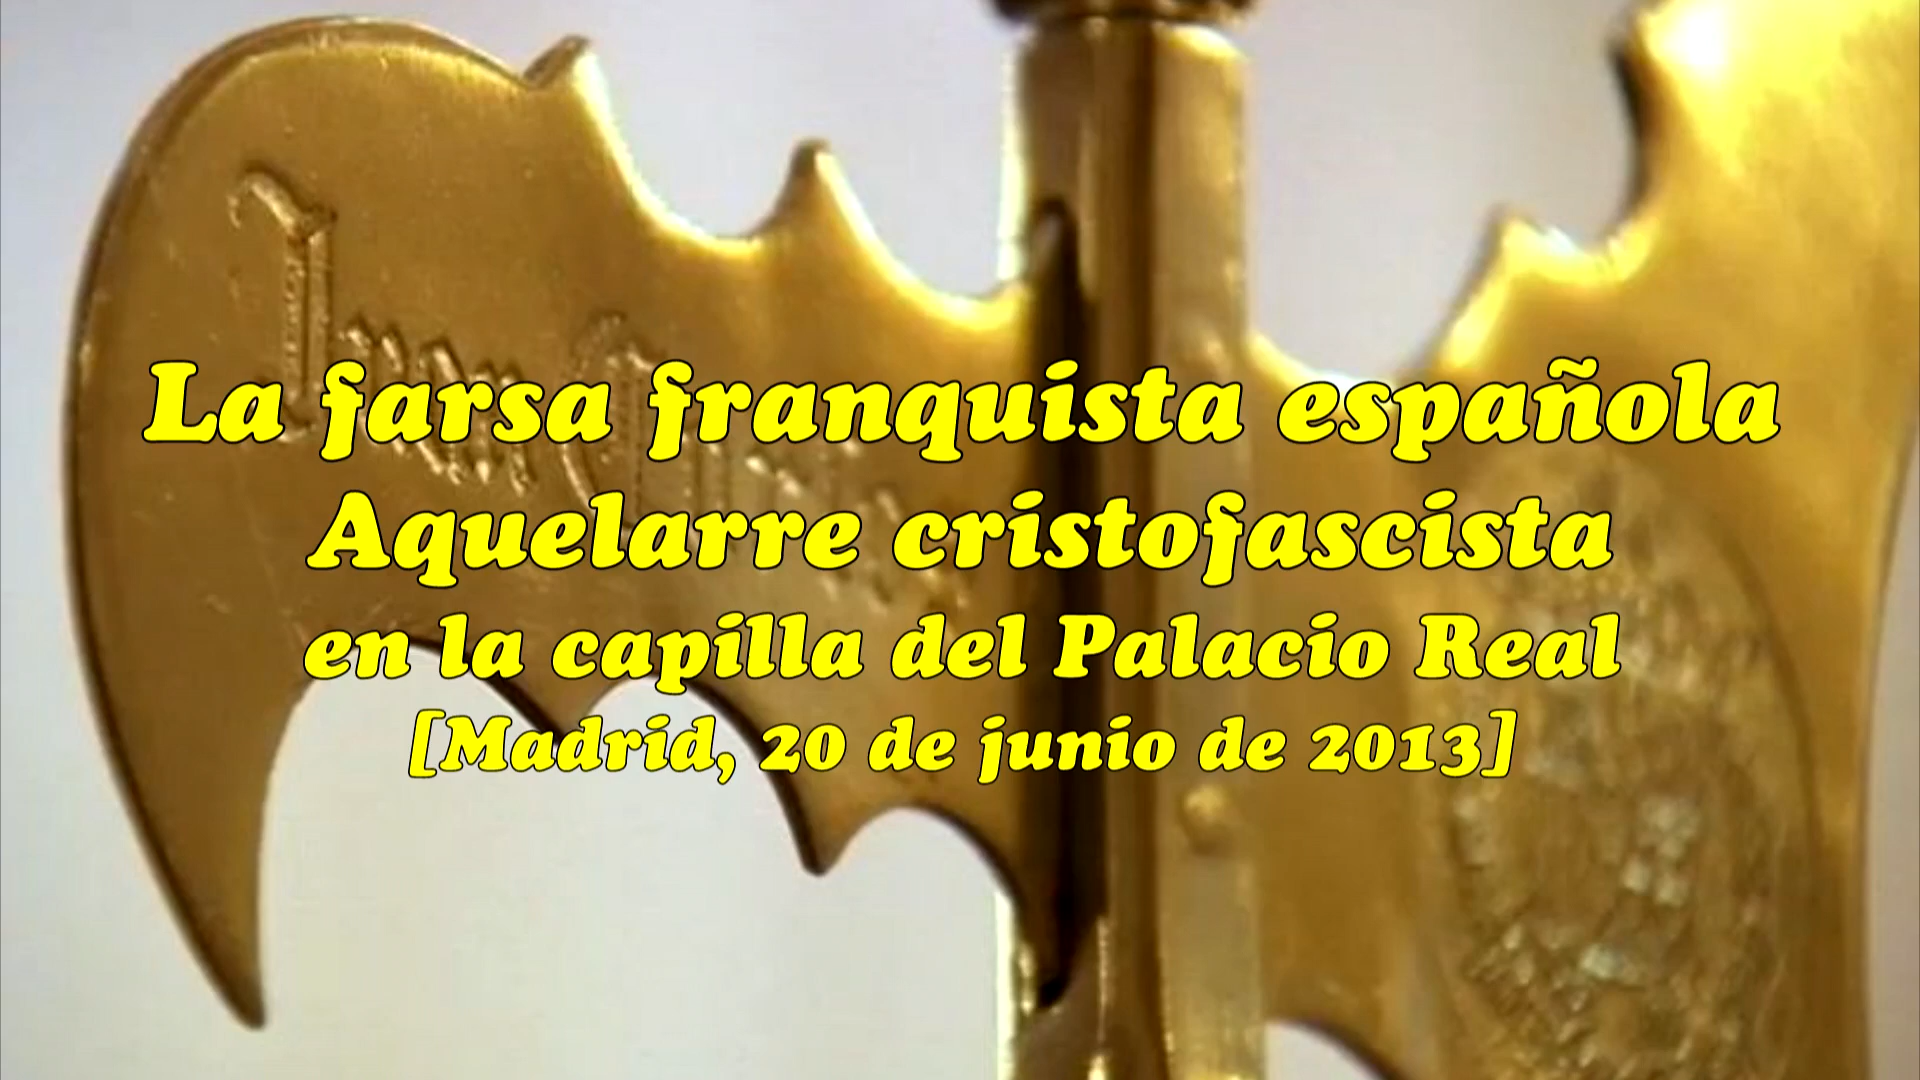 La farsa franquista española
Aquelarre cristofascista
en la capilla del Palacio Real
[Madrid, 20 de junio de 2013]